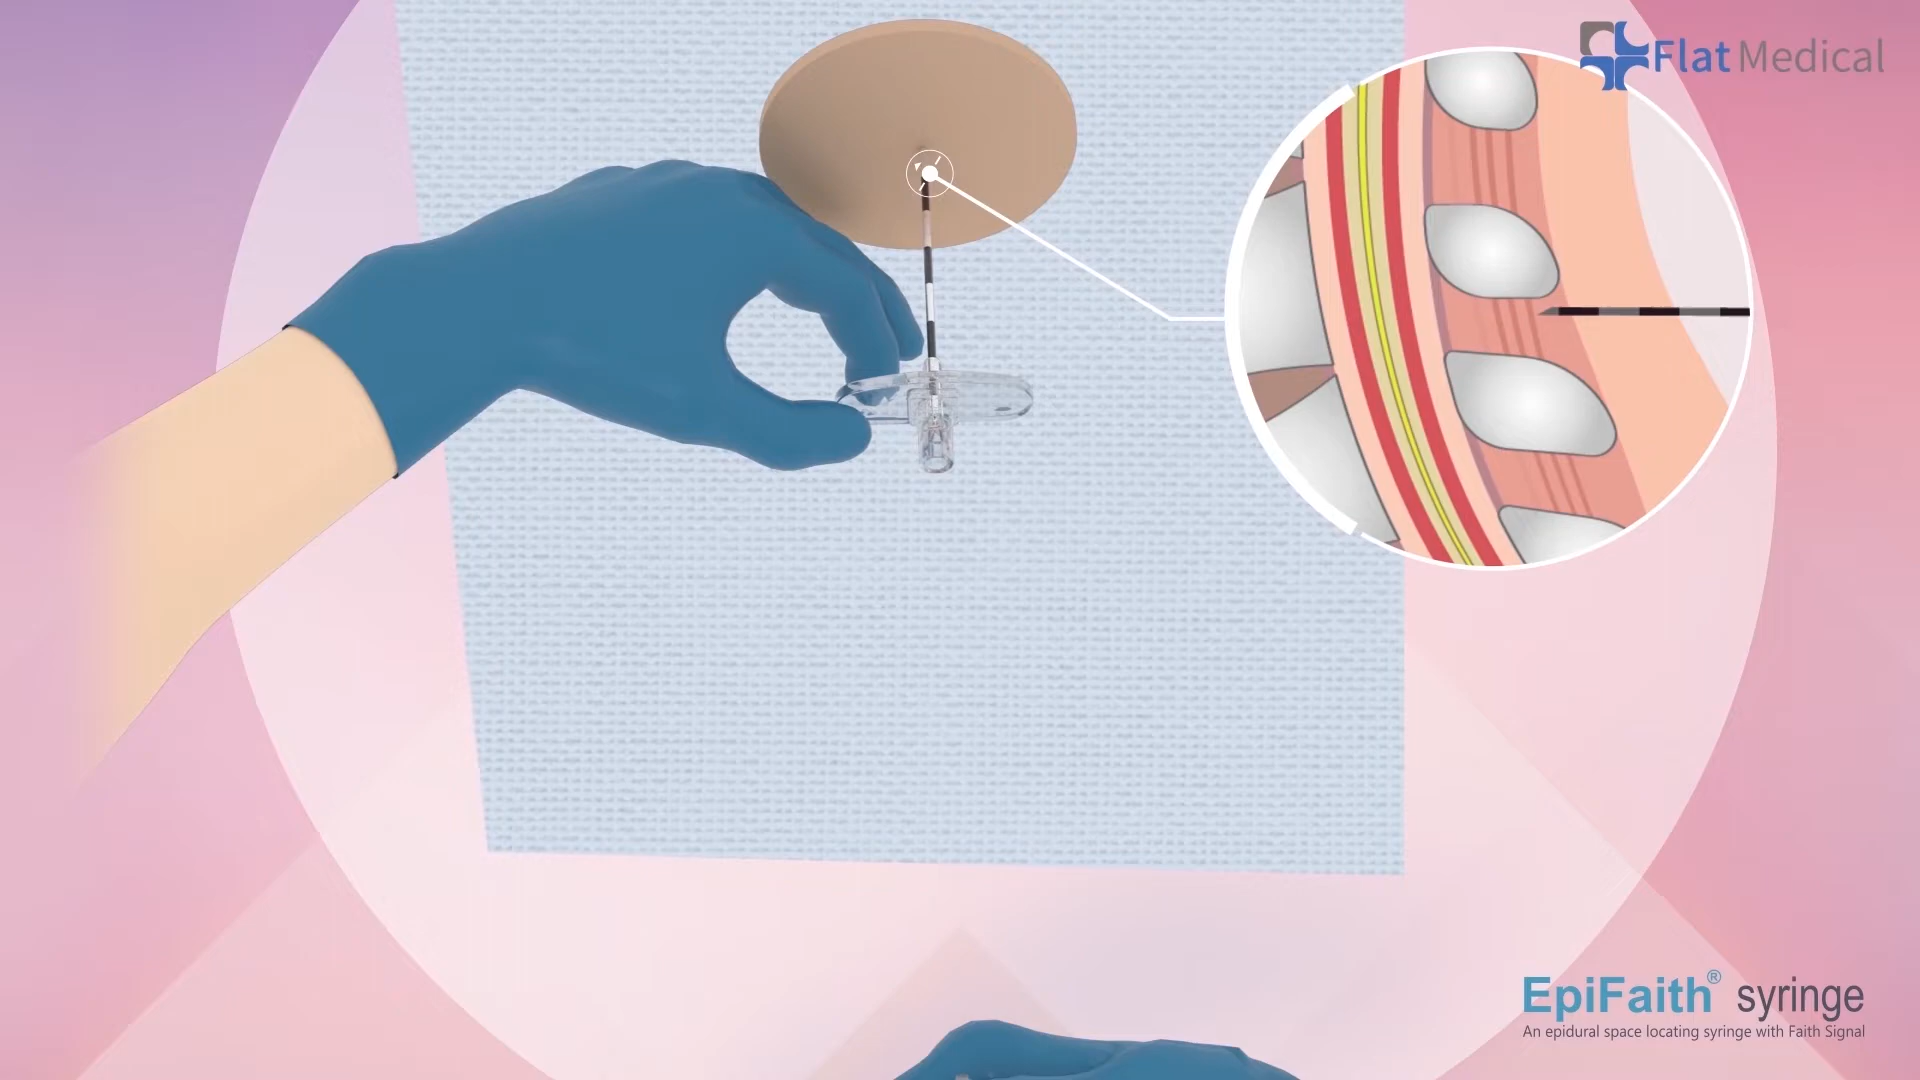 Flat Medical
EpiFaith® syringe
An epidural space locating syringe with Faith Signal